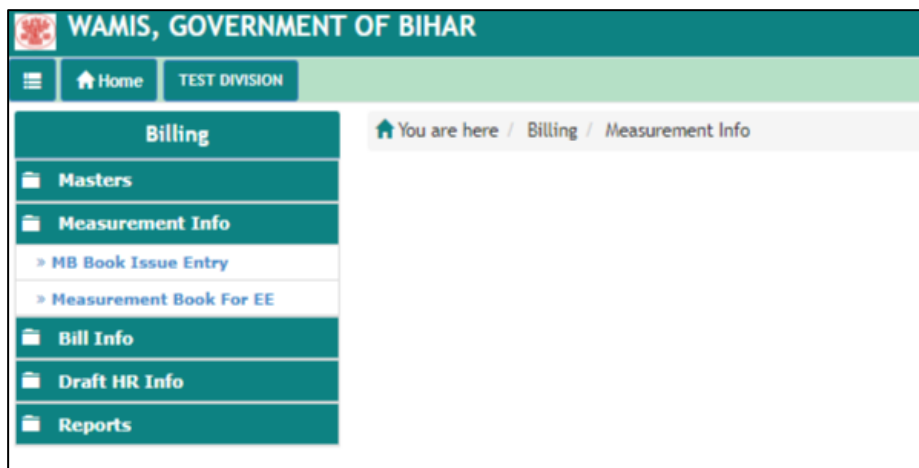 WAMIS, GOVERNMENT OF BIHAR
Home TEST DIVISION
Billing
You are here / Billing / Measurement Info
Masters
Measurement Info
» MB Book Issue Entry
» Measurement Book For EE
Bill Info
Draft HR Info
Reports